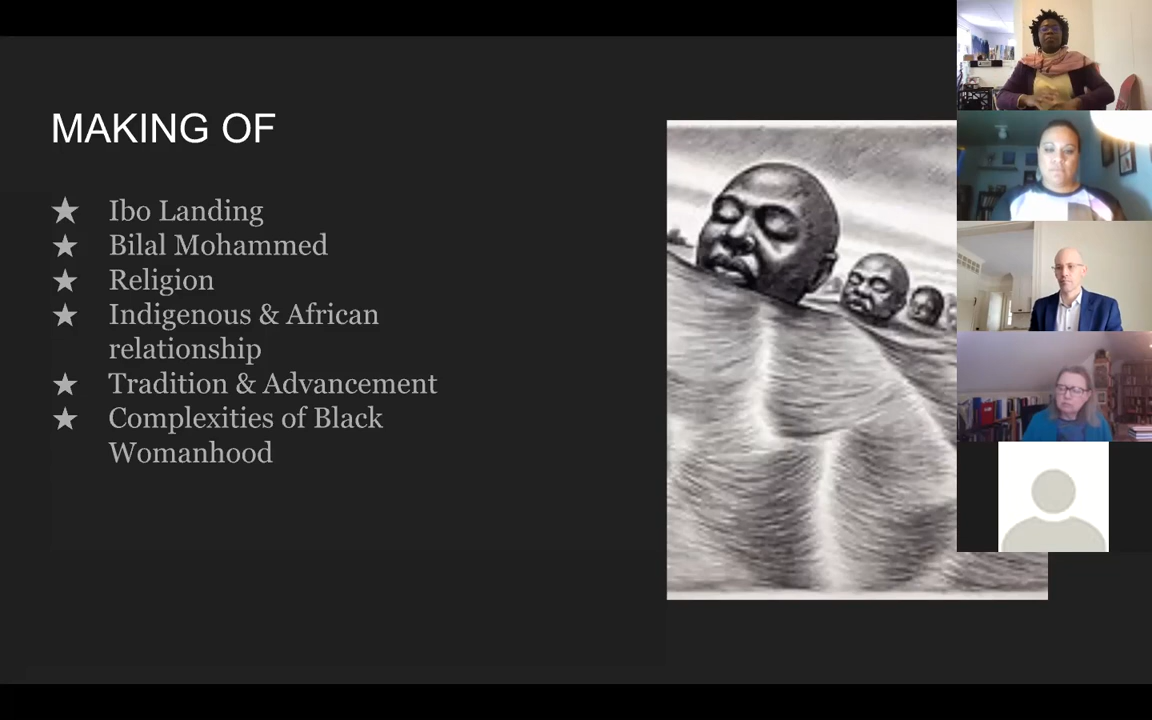 MAKING OF
★ Ibo Landing
★ Bilal Mohammed
★ Religion
★ Indigenous & African
relationship
★ Tradition & Advancement
★ Complexities of Black
Womanhood